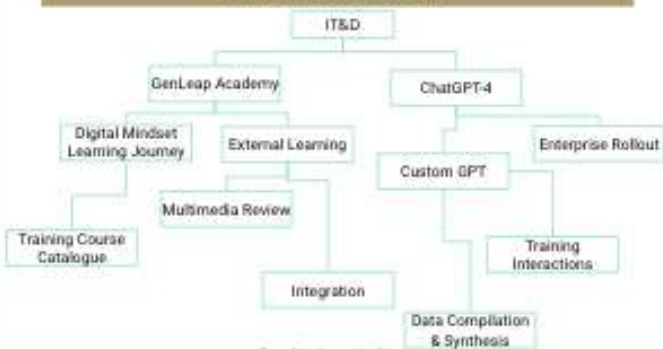 IT&D
GenLeap Academy
ChatGPT-4
Digital Mindset
Learning Journey
External Learning
Enterprise Rollout
Custom GPT
Multimedia Review
Training Course
Catalogue
Training
Interactions
Integration
Data Compilation
& Synthesis